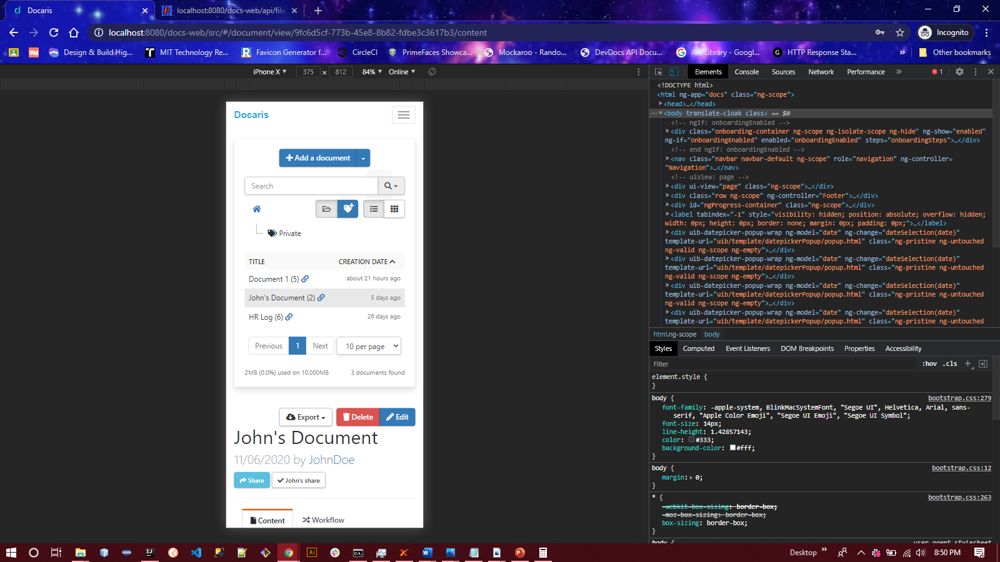 Docaris
localhost:8080/docs-web/api/file
localhost:8080/docs-web/src/#/document/view/9fc6d5cf-773b-45e8-8b82-fdbe3c3617b3/content
Incognito
Design & Build Hig...
MIT Technology Re...
Favicon Generator f...
CircleCI
PrimeFaces Showca...
Mockaroo - Rando...
DevDocs API Docu...
API Library - Googl...
HTTP Response Sta...
Other bookmarks
iPhone X 375 x 812 84% Online
Docaris
Add a document
Search
Private
TITLE CREATION DATE
Document 1 (5) about 21 hours ago
John's Document (2) 5 days ago
HR Log (6) 26 days ago
Previous 1 Next 10 per page
2MB (0.0%) used on 10,000MB 3 documents found
Export Delete Edit
John's Document
11/06/2020 by JohnDoe
Share John's share
Content Workflow
Elements Console Sources Network Performance » 1
<!DOCTYPE html>
<html ng-app="docs" class="ng-scope">
<head>…</head>
<body translate-cloak class> == $0
<!-- ngIf: onboardingEnabled -->
<div class="onboarding-container ng-scope ng-isolate-scope ng-hide" ng-show="enabled"
ng-if="onboardingEnabled" enabled="onboardingEnabled" steps="onboardingSteps">…</div>
<!-- end ngIf: onboardingEnabled -->
<nav class="navbar navbar-default ng-scope" role="navigation" ng-controller=
"Navigation">…</nav>
<!-- uiView: page -->
<div ui-view="page" class="ng-scope">…</div>
<div class="row ng-scope" ng-controller="Footer">…</div>
<div id="ngProgress-container" class="ng-scope">…</div>
<label tabindex="-1" style="visibility: hidden; position: absolute; overflow: hidden;
width: 0px; height: 0px; border: none; margin: 0px; padding: 0px;">…</label>
<div uib-datepicker-popup-wrap ng-model="date" ng-change="dateSelection(date)"
template-url="uib/template/datepickerPopup/popup.html" class="ng-pristine ng-untouched
ng-valid ng-scope ng-empty">…</div>
<div uib-datepicker-popup-wrap ng-model="date" ng-change="dateSelection(date)"
template-url="uib/template/datepickerPopup/popup.html" class="ng-pristine ng-untouched
ng-valid ng-scope ng-empty">…</div>
<div uib-datepicker-popup-wrap ng-model="date" ng-change="dateSelection(date)"
template-url="uib/template/datepickerPopup/popup.html" class="ng-pristine ng-untouched
ng-valid ng-scope ng-empty">…</div>
<div uib-datepicker-popup-wrap ng-model="date" ng-change="dateSelection(date)"
template-url="uib/template/datepickerPopup/popup.html" class="ng-pristine ng-untouched
html.ng-scope body
Styles Computed Event Listeners DOM Breakpoints Properties Accessibility
Filter :hov .cls
element.style {
}
body { bootstrap.css:279
font-family: -apple-system, BlinkMacSystemFont, "Segoe UI", Helvetica, Arial, sans-
serif, "Apple Color Emoji", "Segoe UI Emoji", "Segoe UI Symbol";
font-size: 14px;
line-height: 1.42857143;
color: #333;
background-color: #fff;
}
body { bootstrap.css:12
margin: 0;
}
* { bootstrap.css:263
-webkit-box-sizing: border-box;
-moz-box-sizing: border-box;
box-sizing: border-box;
}
body { user agent stylesheet
Desktop » 8:50 PM